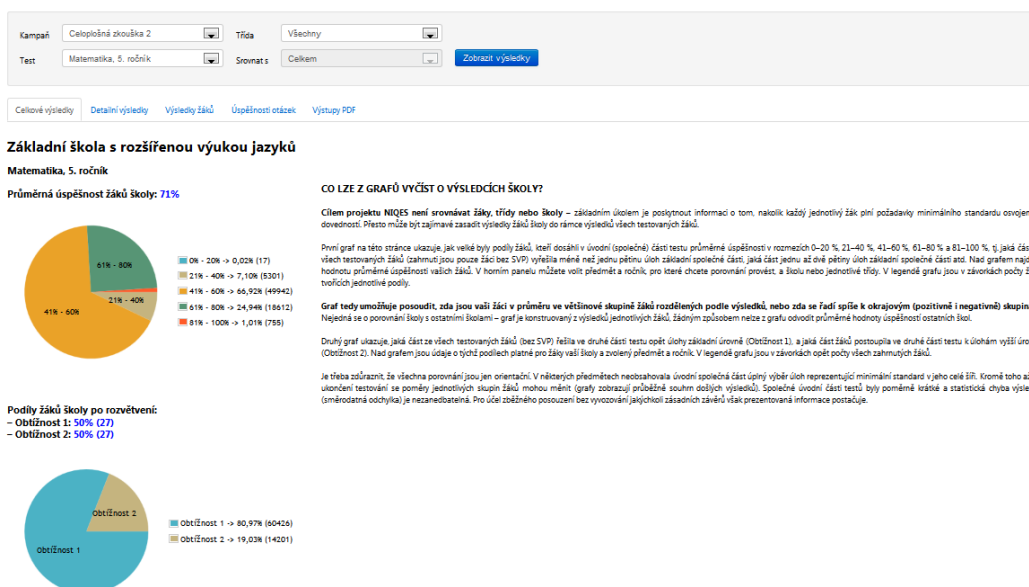 Kampaň Celoplošná zkouška 2 Třída Všechny
Test Matematika, 5. ročník Srovnat s Celkem Zobrazit výsledky
Celkové výsledky Detailní výsledky Výsledky žáků Úspěšnosti otázek Výstupy PDF
Základní škola s rozšířenou výukou jazyků
Matematika, 5. ročník
Průměrná úspěšnost žáků školy: 71%
61% - 80%
21% - 40%
41% - 60%
0% - 20% -> 0,02% (17)
21% - 40% -> 7,10% (5301)
41% - 60% -> 66,92% (49942)
61% - 80% -> 24,94% (18612)
81% - 100% -> 1,01% (755)
CO LZE Z GRAFŮ VYČÍST O VÝSLEDCÍCH ŠKOLY?
Cílem projektu NIQES není srovnávat žáky, třídy nebo školy – základním úkolem je poskytnout informaci o tom, nakolik každý jednotlivý žák plní požadavky minimálního standardu osvojen
dovedností. Přesto může být zajímavé zasadit výsledky žáků školy do rámce výsledků všech testovaných žáků.
První graf na této stránce ukazuje, jak velké byly podíly žáků, kteří dosáhli v úvodní (společné) části testu průměrné úspěšnosti v rozmezích 0–20 %, 21–40 %, 41–60 %, 61–80 % a 81–100 %, tj. jaká čás
všech testovaných žáků (zahrnuti jsou pouze žáci bez SVP) vyřešila méně než jednu pětinu úloh základní společné části, jaká část jednu až dvě pětiny úloh základní společné části atd. Nad grafem najd
hodnotu průměrné úspěšnosti vašich žáků. V horním panelu můžete volit předmět a ročník, pro které chcete porovnání provést, a školu nebo jednotlivé třídy. V legendě grafu jsou v závorkách počty ž
tvořících jednotlivé podíly.
Graf tedy umožňuje posoudit, zda jsou vaši žáci v průměru ve většinové skupině žáků rozdělených podle výsledků, nebo zda se řadí spíše k okrajovým (pozitivně i negativně) skupin
Nejedná se o porovnání školy s ostatními školami – graf je konstruovaný z výsledků jednotlivých žáků, žádným způsobem nelze z grafu odvodit průměrné hodnoty úspěšností ostatních škol.
Druhý graf ukazuje, jaká část ze všech testovaných žáků (bez SVP) řešila ve druhé části testu opět úlohy základní úrovně (Obtížnost 1), a jaká část žáků postoupila ve druhé části testu k úlohám vyšší úro
(Obtížnost 2). Nad grafem jsou údaje o týchž podílech platné pro žáky vaší školy a zvolený předmět a ročník. V legendě grafu jsou v závorkách opět počty všech zahrnutých žáků.
Je třeba zdůraznit, že všechna porovnání jsou jen orientační. V některých předmětech neobsahovala úvodní společná část úplný výběr úloh reprezentující minimální standard v jeho celé šíři. Kromě toho až
ukončení testování se poměry jednotlivých skupin žáků mohou měnit (grafy zobrazují průběžně souhrn došlých výsledků). Společné úvodní části testů byly poměrně krátké a statistická chyba výsle
(směrodatná odchylka) je nezanedbatelná. Pro účel zběžného posouzení bez vyvozování jakýchkoli zásadních závěrů však prezentovaná informace postačuje.
Podíly žáků školy po rozvětvení:
– Obtížnost 1: 50% (27)
– Obtížnost 2: 50% (27)
Obtížnost 2
Obtížnost 1
Obtížnost 1 -> 80,97% (60426)
Obtížnost 2 -> 19,03% (14201)